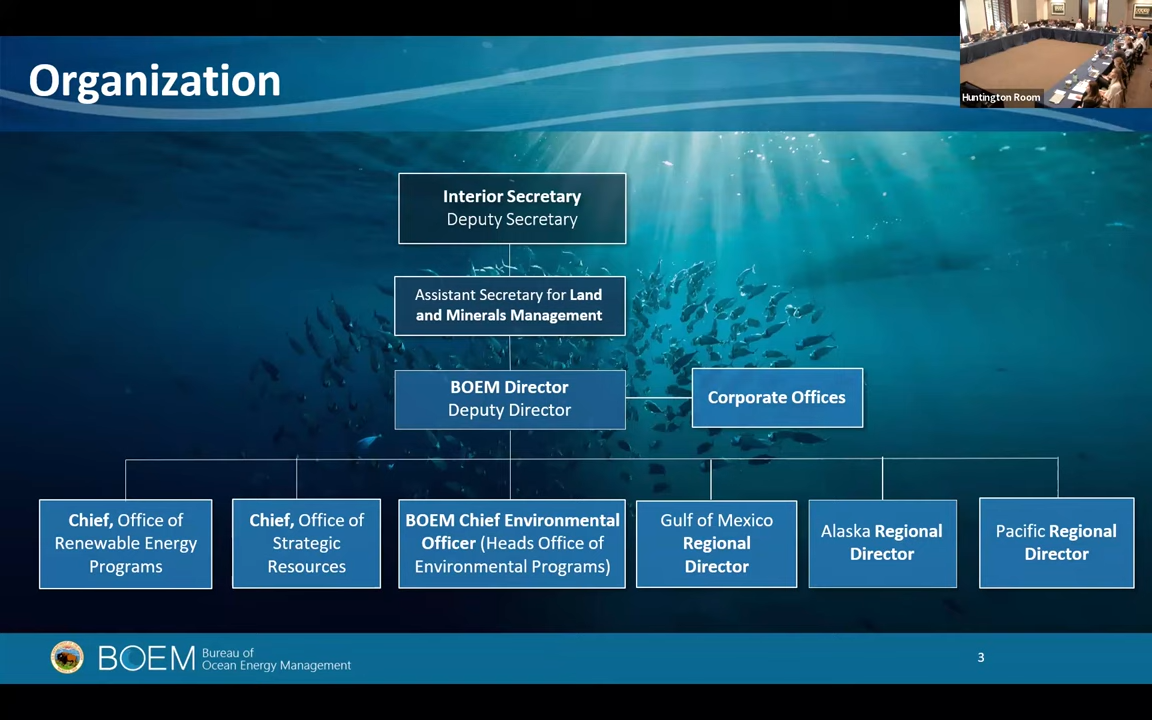 Organization
Huntington Room
Interior Secretary
Deputy Secretary
Assistant Secretary for Land
and Minerals Management
BOEM Director
Deputy Director
Corporate Offices
Chief, Office of
Renewable Energy
Programs
Chief, Office of
Strategic
Resources
BOEM Chief Environmental
Officer (Heads Office of
Environmental Programs)
Gulf of Mexico
Regional
Director
Alaska Regional
Director
Pacific Regional
Director
BOEM
Bureau of
Ocean Energy Management
3